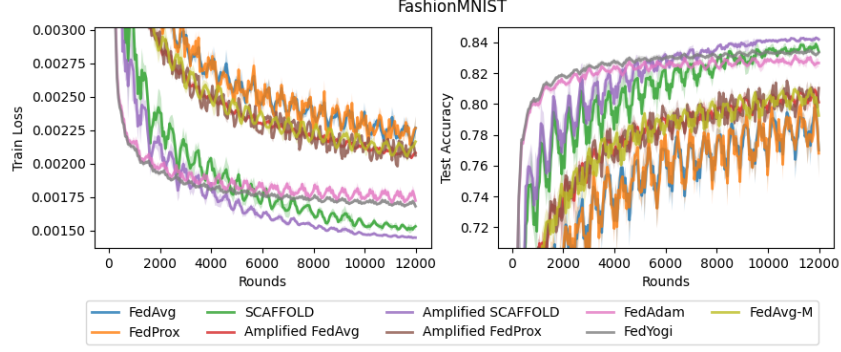 FashionMNIST
Train Loss
0.00300
0.00275
0.00250
0.00225
0.00200
0.00175
0.00150
0 2000 4000 6000 8000 10000 12000
Rounds
Test Accuracy
0.84
0.82
0.80
0.78
0.76
0.74
0.72
0 2000 4000 6000 8000 10000 12000
Rounds
FedAvg SCAFFOLD Amplified SCAFFOLD FedAdam FedAvg-M
FedProx Amplified FedAvg Amplified FedProx FedYogi